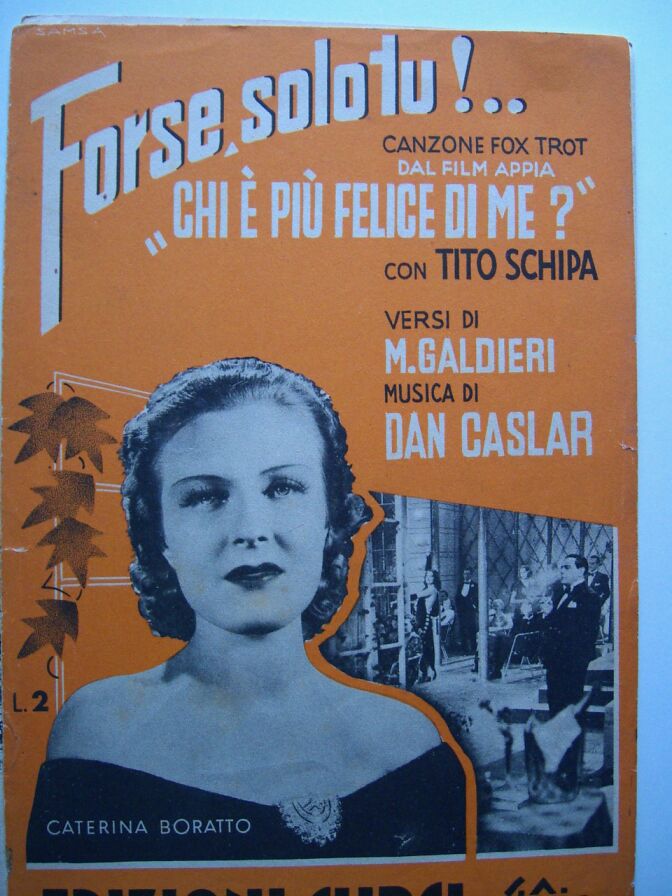 SAMSA
Forse, solo tu!...
CANZONE FOX TROT
DAL FILM APPIA
"CHI È PIÙ FELICE DI ME?"
CON TITO SCHIPA
VERSI DI
M. GALDIERI
MUSICA DI
DAN CASLAR
L. 2
CATERINA BORATTO
EDIZIONI